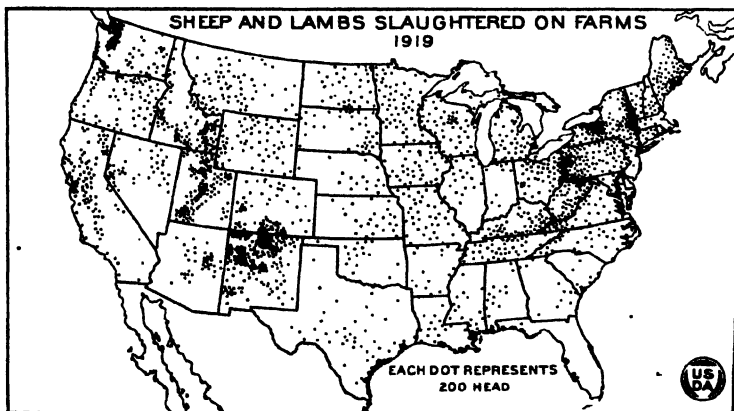 SHEEP AND LAMBS SLAUGHTERED ON FARMS
1919
EACH DOT REPRESENTS
200 HEAD
US
DA